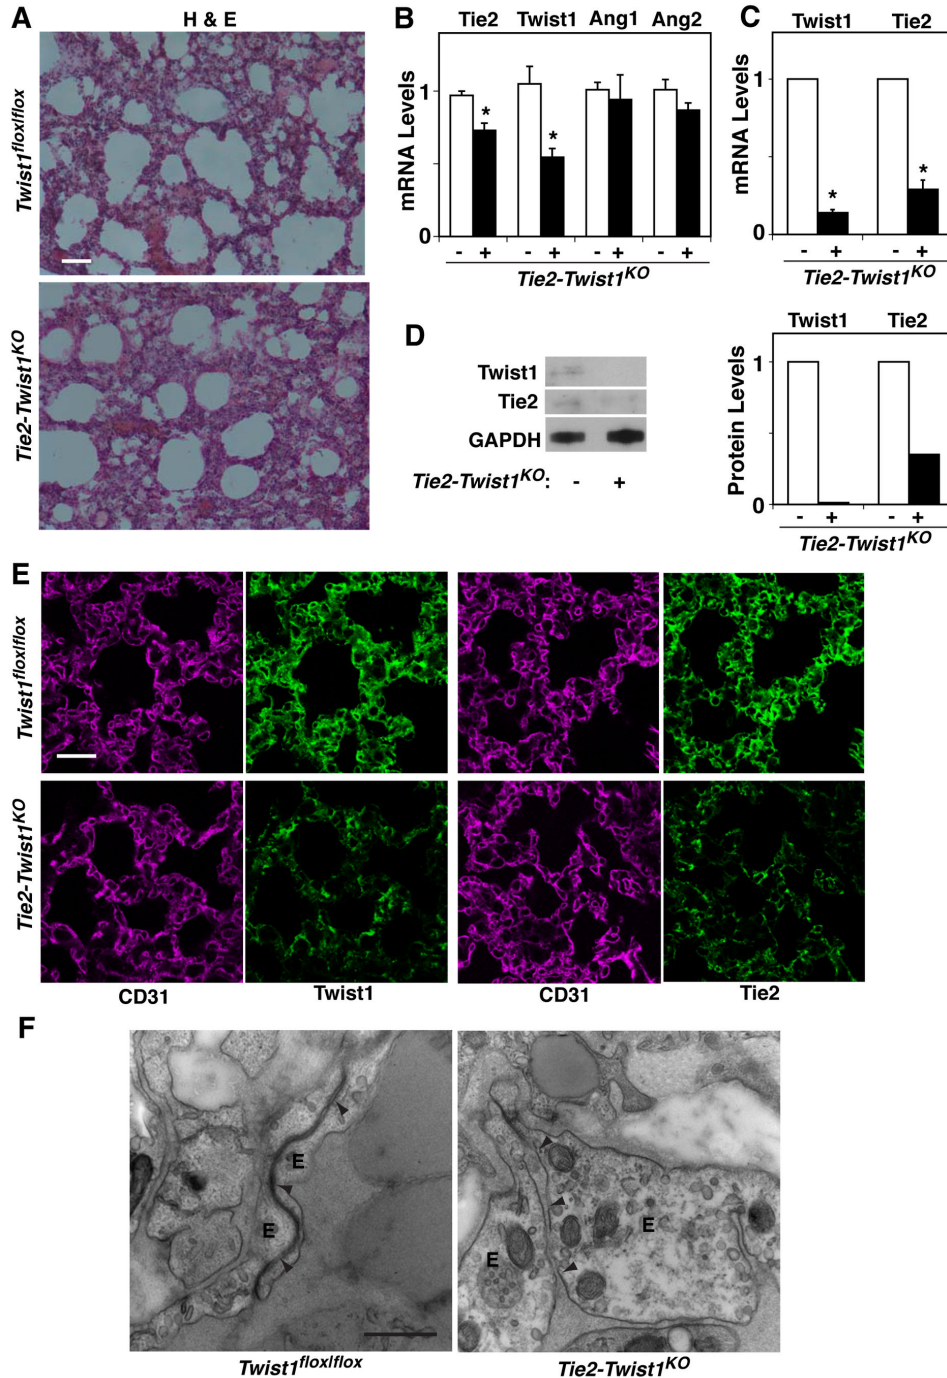 A
H & E
Twist1flox/flox
Tie2-Twist1KO
B
Tie2 Twist1 Ang1 Ang2
mRNA Levels
1
0
- + - + - + - +
* *
Tie2-Twist1KO
C
Twist1 Tie2
mRNA Levels
1
0
* *
- + - +
Tie2-Twist1KO
D
Twist1
Tie2
GAPDH
Tie2-Twist1KO: - +
Twist1 Tie2
Protein Levels
1
0
- + - +
Tie2-Twist1KO
E
Twist1flox/flox
Tie2-Twist1KO
CD31 Twist1 CD31 Tie2
F
E
E
E
E
Twist1flox/flox Tie2-Twist1KO